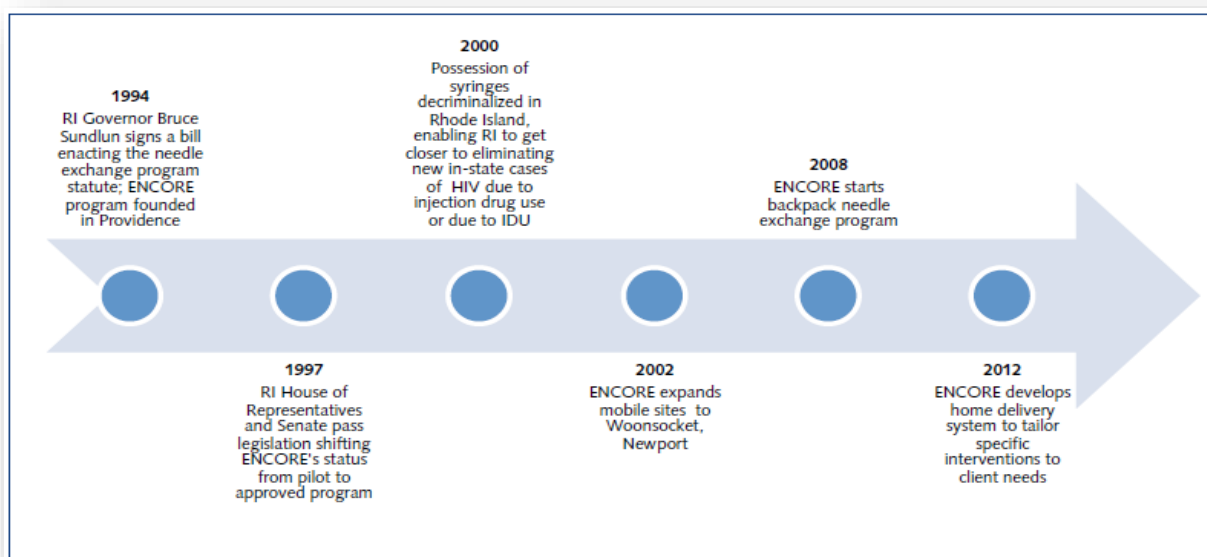 1994
RI Governor Bruce
Sundlun signs a bill
enacting the needle
exchange program
statute; ENCORE
program founded
in Providence
1997
RI House of
Representatives
and Senate pass
legislation shifting
ENCORE's status
from pilot to
approved program
2000
Possession of
syringes
decriminalized in
Rhode Island,
enabling RI to get
closer to eliminating
new in-state cases
of HIV due to
injection drug use
or due to IDU
2002
ENCORE expands
mobile sites to
Woonsocket,
Newport
2008
ENCORE starts
backpack needle
exchange program
2012
ENCORE develops
home delivery
system to tailor
specific
interventions to
client needs